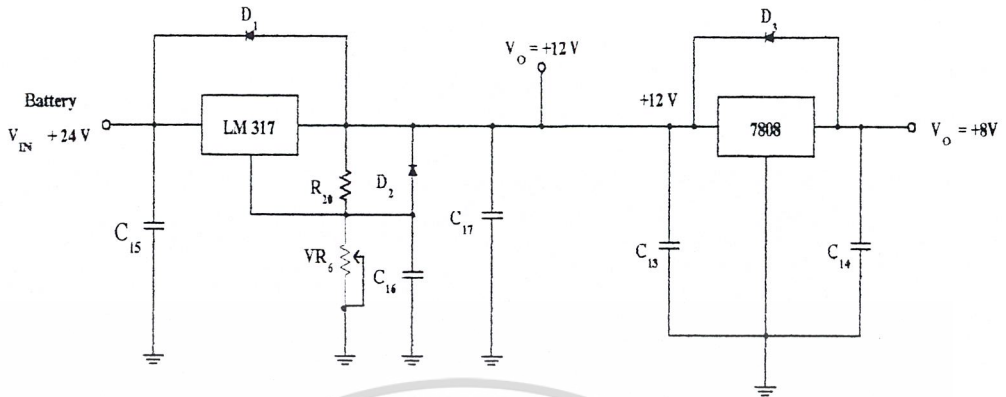 D1
D3
VO = +12 V
Battery
VIN +24 V
LM 317
+12 V
7808
VO = +8V
R20
D2
C15
VR6
C16
C17
C13
C14